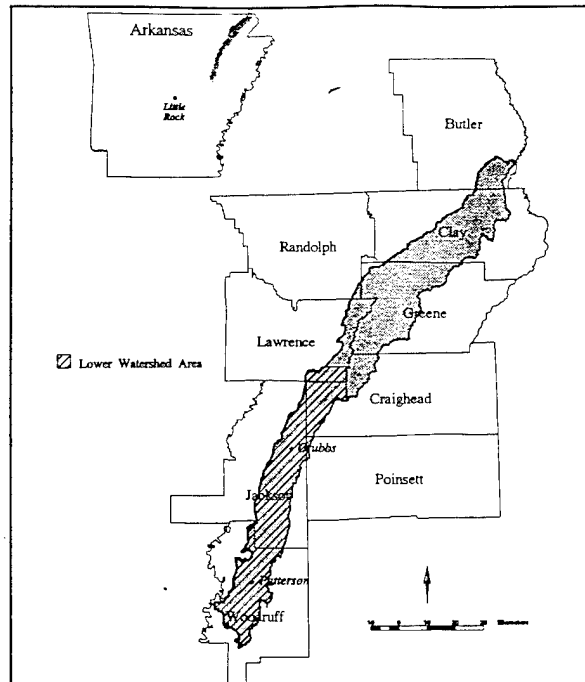 Arkansas
Little
Rock
Butler
Clay
Randolph
Greene
Lawrence
Lower Watershed Area
Craighead
Grubbs
Poinsett
Jackson
Patterson
Woodruff